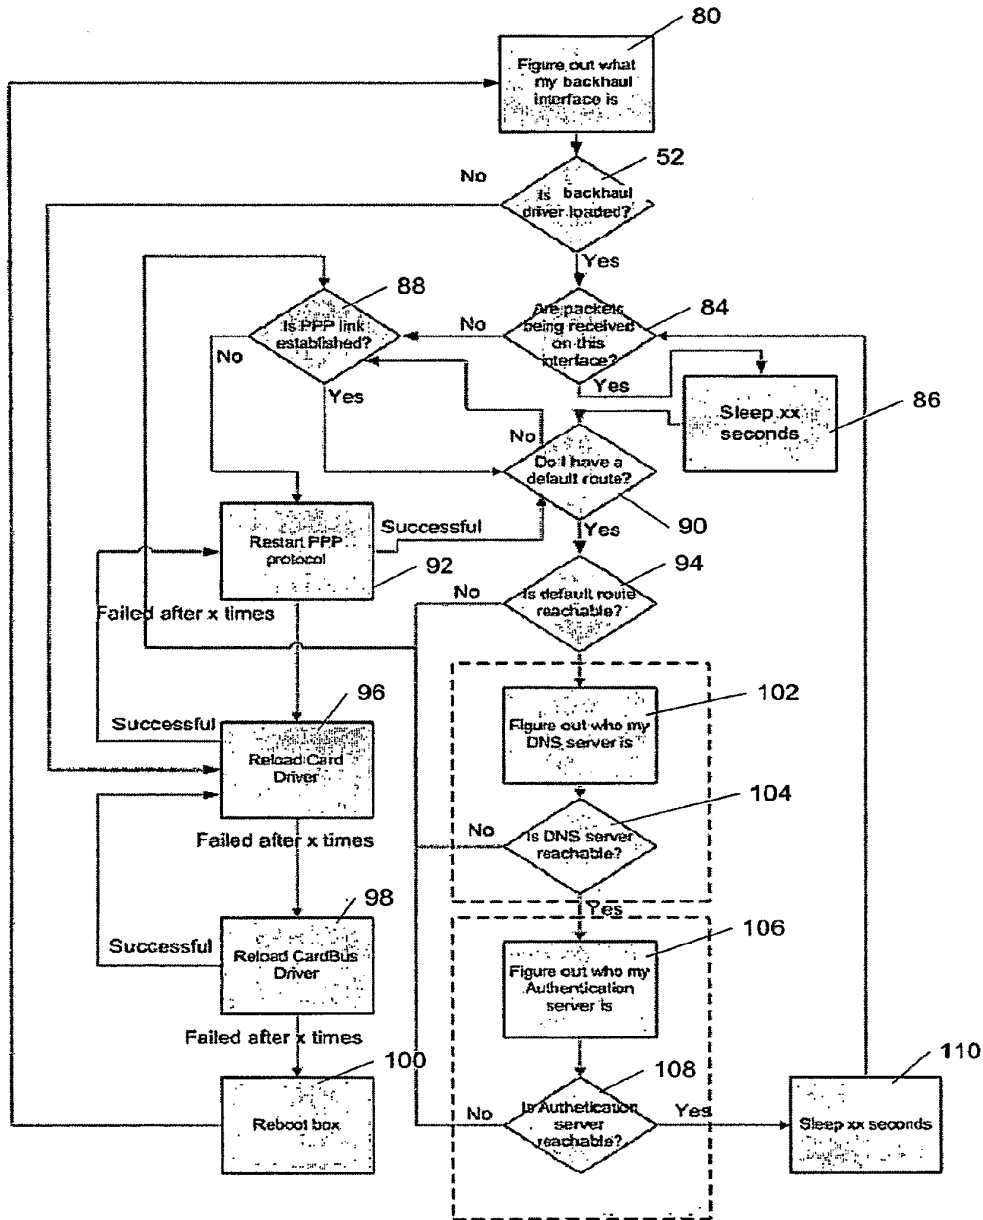 80
Figure out what
my backhaul
interface is
52
No
Is backhaul
driver loaded?
Yes
88
84
Are packets
being received
on this
interface?
No
Is PPP link
established?
No
Yes
Yes
86
Sleep xx
seconds
No
Do I have a
default route?
90
Successful
Yes
Restart PPP
protocol
92
94
No
Is default route
reachable?
Failed after x times
102
96
Successful
Figure out who my
DNS server is
Reload Card
Driver
104
No
Is DNS server
reachable?
Failed after x times
98
Yes
106
Successful
Reload CardBus
Driver
Figure out who my
Authentication
server is
Failed after x times
100
108
110
No
Is Authetication
server
reachable?
Yes
Reboot box
Sleep xx seconds